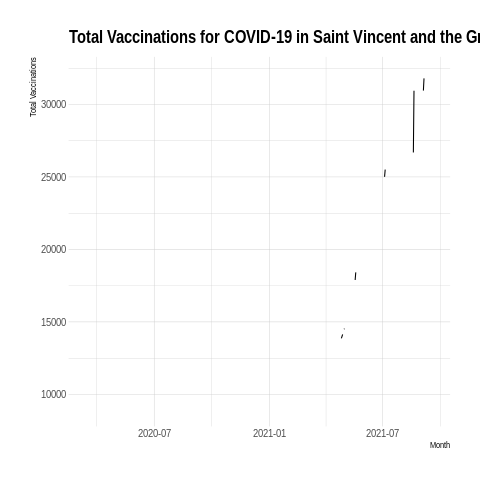 Total Vaccinations for COVID-19 in Saint Vincent and the Gr
Total Vaccinations
30000
25000
20000
15000
10000
2020-07
2021-01
2021-07
Month